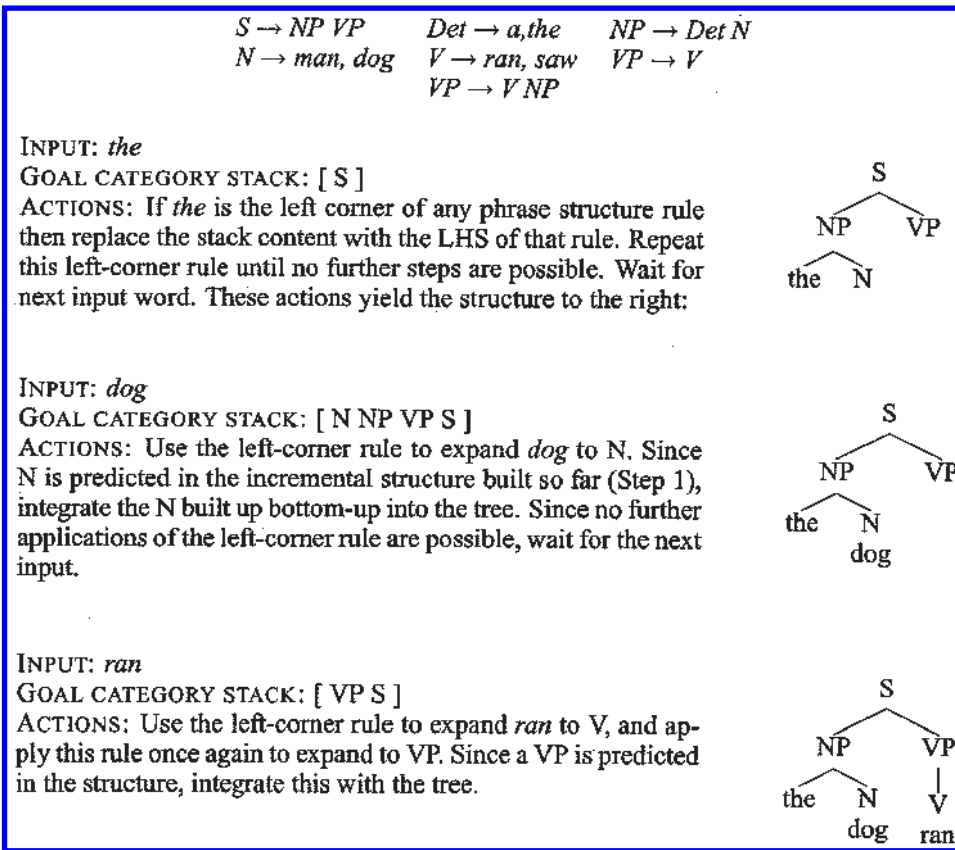 S → NP VP Det → a,the NP → Det N
N → man, dog V → ran, saw VP → V
VP → V NP
INPUT: the
GOAL CATEGORY STACK: [ S ]
ACTIONS: If the is the left corner of any phrase structure rule
then replace the stack content with the LHS of that rule. Repeat
this left-corner rule until no further steps are possible. Wait for
next input word. These actions yield the structure to the right:
S
NP VP
the N
INPUT: dog
GOAL CATEGORY STACK: [ N NP VP S ]
ACTIONS: Use the left-corner rule to expand dog to N. Since
N is predicted in the incremental structure built so far (Step 1),
integrate the N built up bottom-up into the tree. Since no further
applications of the left-corner rule are possible, wait for the next
input.
S
NP VP
the N
dog
INPUT: ran
GOAL CATEGORY STACK: [ VP S ]
ACTIONS: Use the left-corner rule to expand ran to V, and ap-
ply this rule once again to expand to VP. Since a VP is predicted
in the structure, integrate this with the tree.
S
NP VP
the N V
dog ran